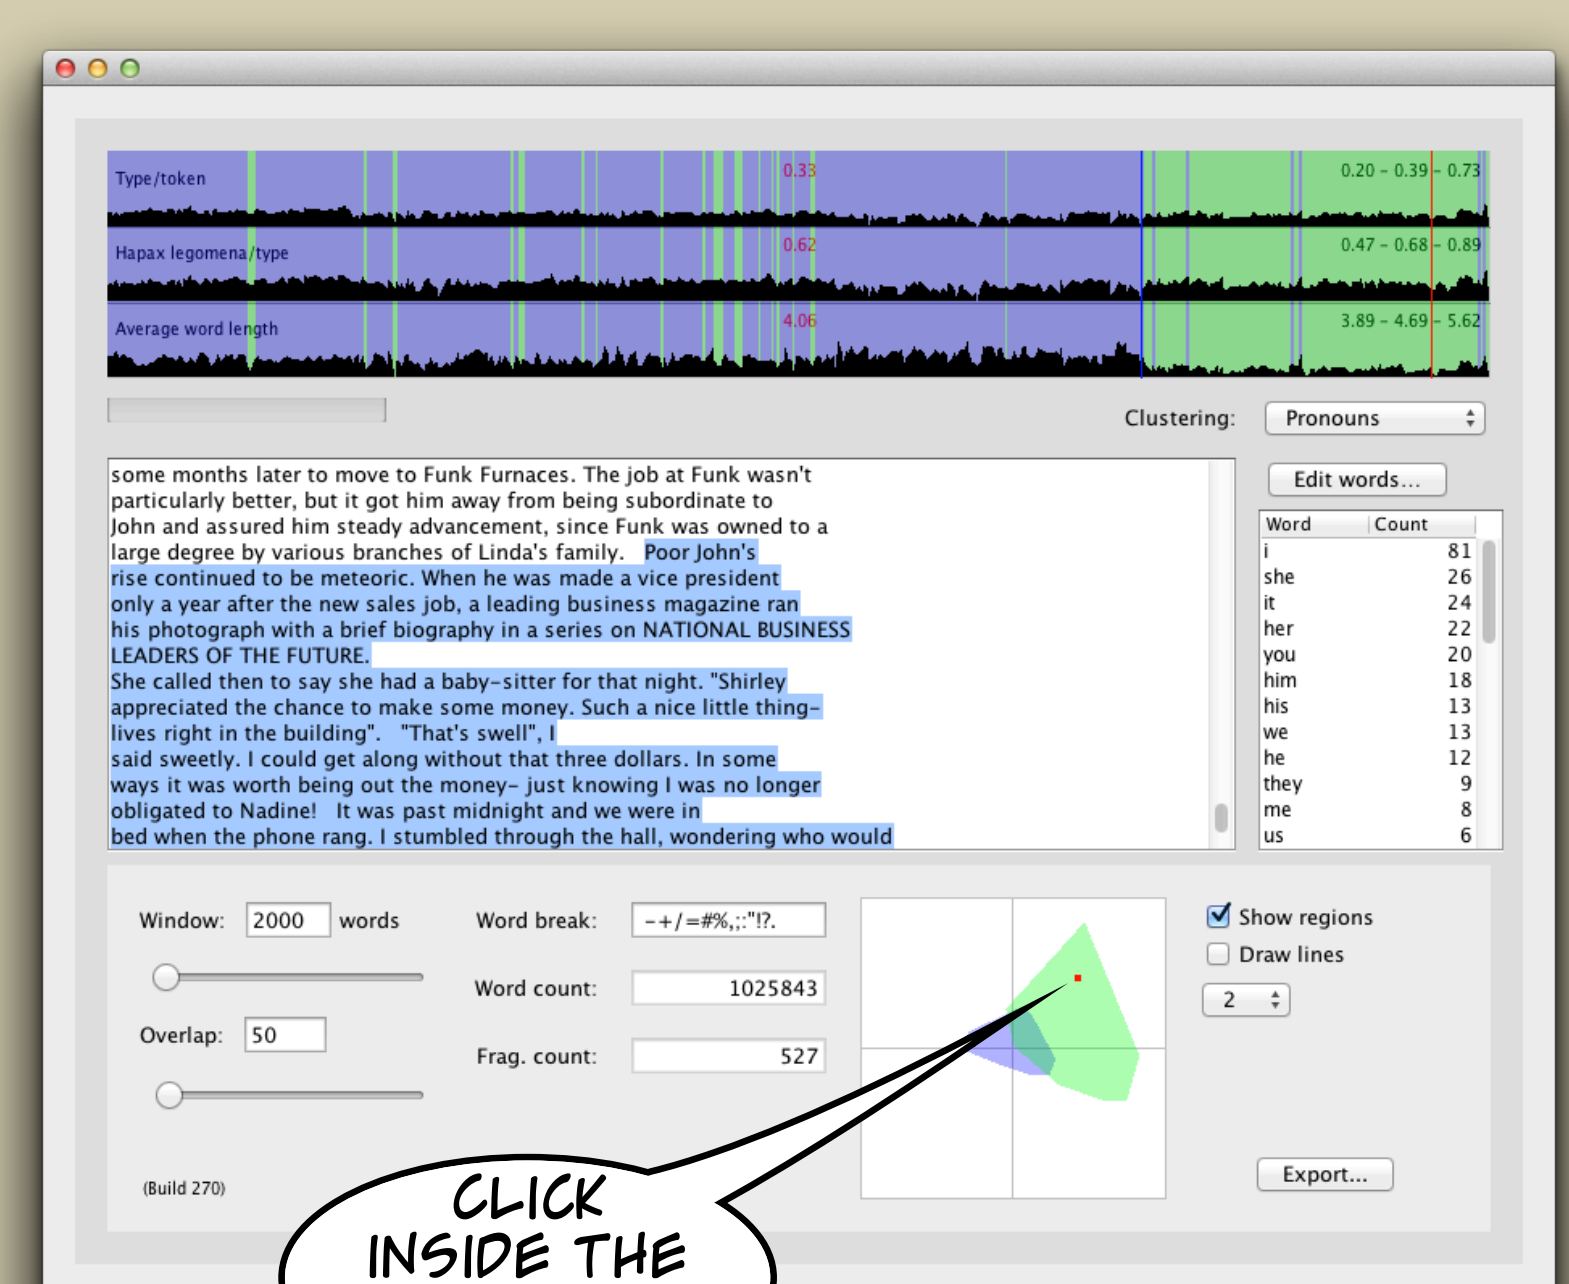 Type/token
0.33
0.20 – 0.39 – 0.73
Hapax legomena/type
0.62
0.47 – 0.68 – 0.89
Average word length
4.06
3.89 – 4.69 – 5.62
Clustering:
Pronouns
some months later to move to Funk Furnaces. The job at Funk wasn't
particularly better, but it got him away from being subordinate to
John and assured him steady advancement, since Funk was owned to a
large degree by various branches of Linda's family.   Poor John's
rise continued to be meteoric. When he was made a vice president
only a year after the new sales job, a leading business magazine ran
his photograph with a brief biography in a series on NATIONAL BUSINESS
LEADERS OF THE FUTURE.
She called then to say she had a baby–sitter for that night. "Shirley
appreciated the chance to make some money. Such a nice little thing–
lives right in the building".   "That's swell", I
said sweetly. I could get along without that three dollars. In some
ways it was worth being out the money– just knowing I was no longer
obligated to Nadine!   It was past midnight and we were in
bed when the phone rang. I stumbled through the hall, wondering who would
Edit words...
Word Count
i 81
she 26
it 24
her 22
you 20
him 18
his 13
we 13
he 12
they 9
me 8
us 6
Window: 2000 words
Overlap: 50
(Build 270)
Word break: –+/=#%,;:"!?.
Word count: 1025843
Frag. count: 527
Show regions
Draw lines
2
Export...
CLICK
INSIDE THE